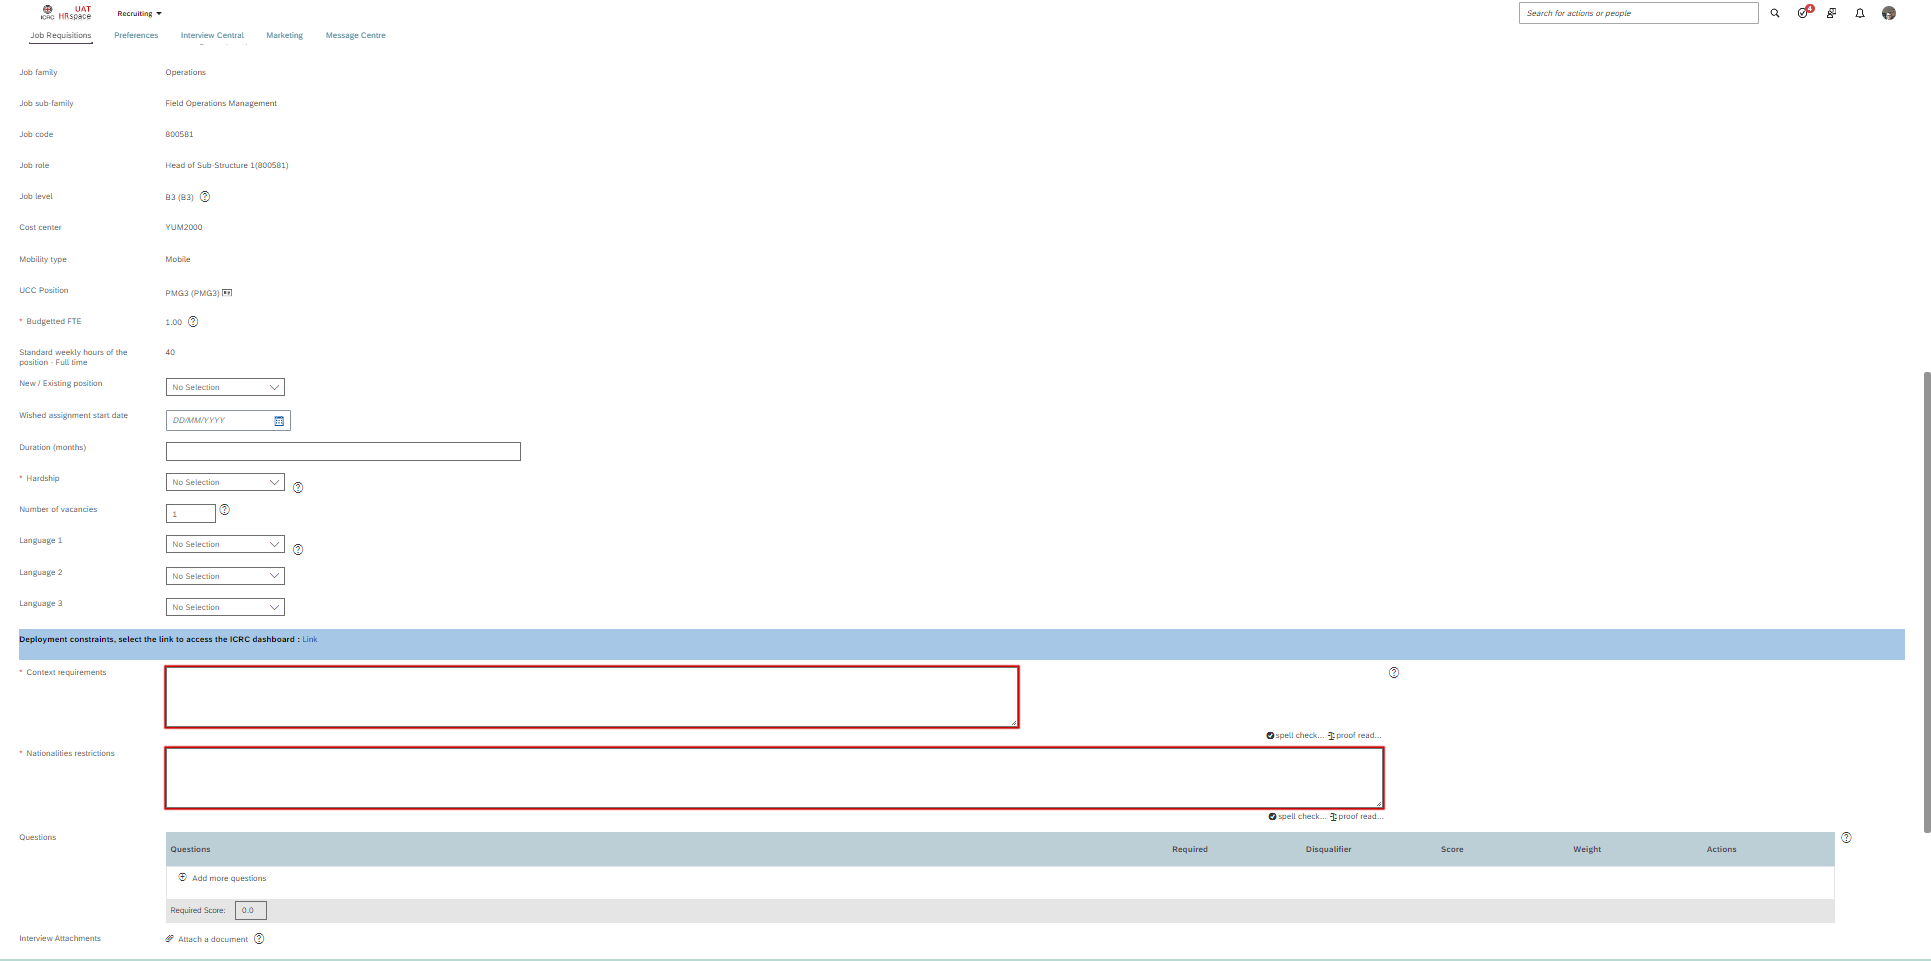 UAT
ICRC HRspace
Recruiting
Search for actions or people
4
Job Requisitions
Preferences
Interview Central
Marketing
Message Centre
Job family
Operations
Job sub-family
Field Operations Management
Job code
800581
Job role
Head of Sub-Structure 1(800581)
Job level
B3 (B3)
Cost center
YUM2000
Mobility type
Mobile
UCC Position
PMG3 (PMG3)
* Budgetted FTE
1.00
Standard weekly hours of the
position - Full time
40
New / Existing position
No Selection
Wished assignment start date
DD/MM/YYYY
Duration (months)
* Hardship
No Selection
Number of vacancies
1
Language 1
No Selection
Language 2
No Selection
Language 3
No Selection
Deployment constraints, select the link to access the ICRC dashboard : Link
* Context requirements
spell check... proof read...
* Nationalities restrictions
spell check... proof read...
Questions
Questions
Required
Disqualifier
Score
Weight
Actions
Add more questions
Required Score:
0.0
Interview Attachments
Attach a document